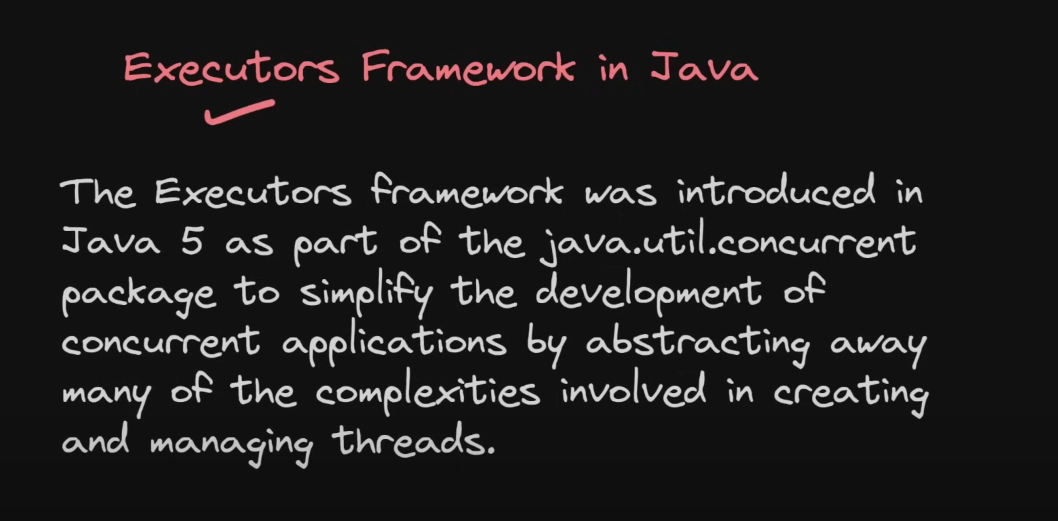 Executors Framework in Java
The Executors framework was introduced in
Java 5 as part of the java.util.concurrent
package to simplify the development of
concurrent applications by abstracting away
many of the complexities involved in creating
and managing threads.